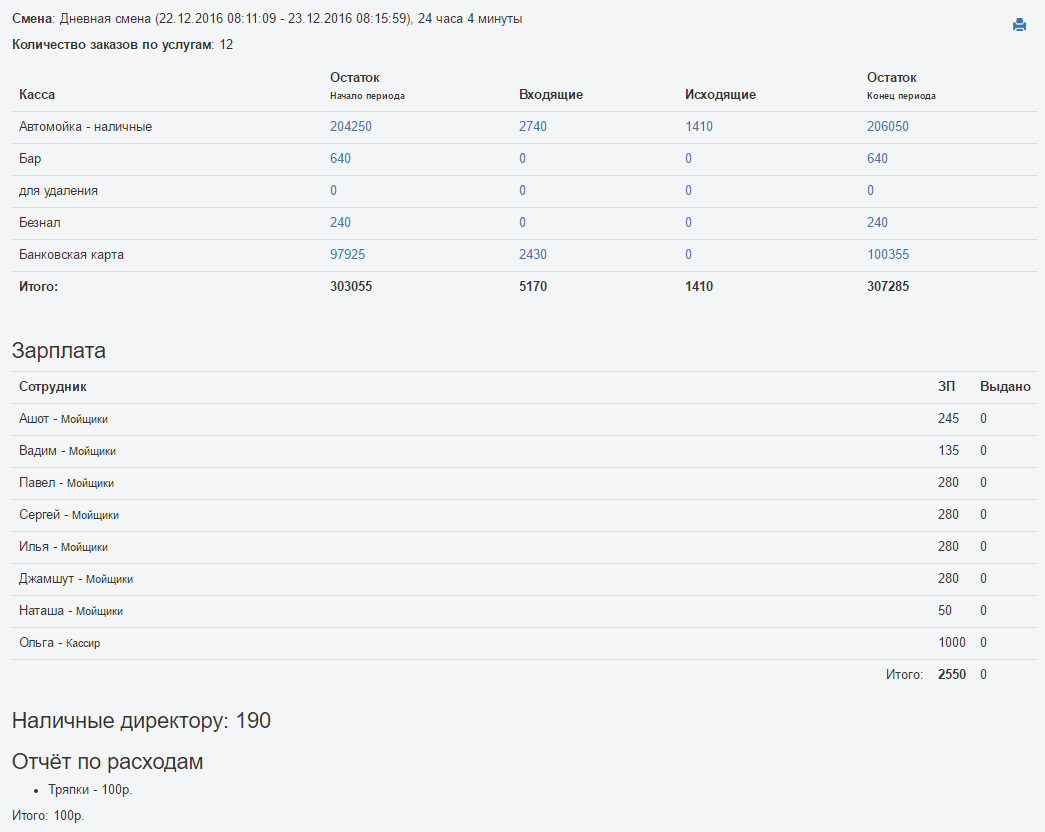 Смена: Дневная смена (22.12.2016 08:11:09 - 23.12.2016 08:15:59), 24 часа 4 минуты
Количество заказов по услугам: 12
Касса Остаток Начало периода Входящие Исходящие Остаток Конец периода
Автомойка - наличные 204250 2740 1410 206050
Бар 640 0 0 640
для удаления 0 0 0 0
Безнал 240 0 0 240
Банковская карта 97925 2430 0 100355
Итого: 303055 5170 1410 307285
Зарплата
Сотрудник ЗП Выдано
Ашот - Мойщики 245 0
Вадим - Мойщики 135 0
Павел - Мойщики 280 0
Сергей - Мойщики 280 0
Илья - Мойщики 280 0
Джамшут - Мойщики 280 0
Наташа - Мойщики 50 0
Ольга - Кассир 1000 0
Итого: 2550 0
Наличные директору: 190
Отчёт по расходам
• Тряпки - 100р.
Итого: 100р.